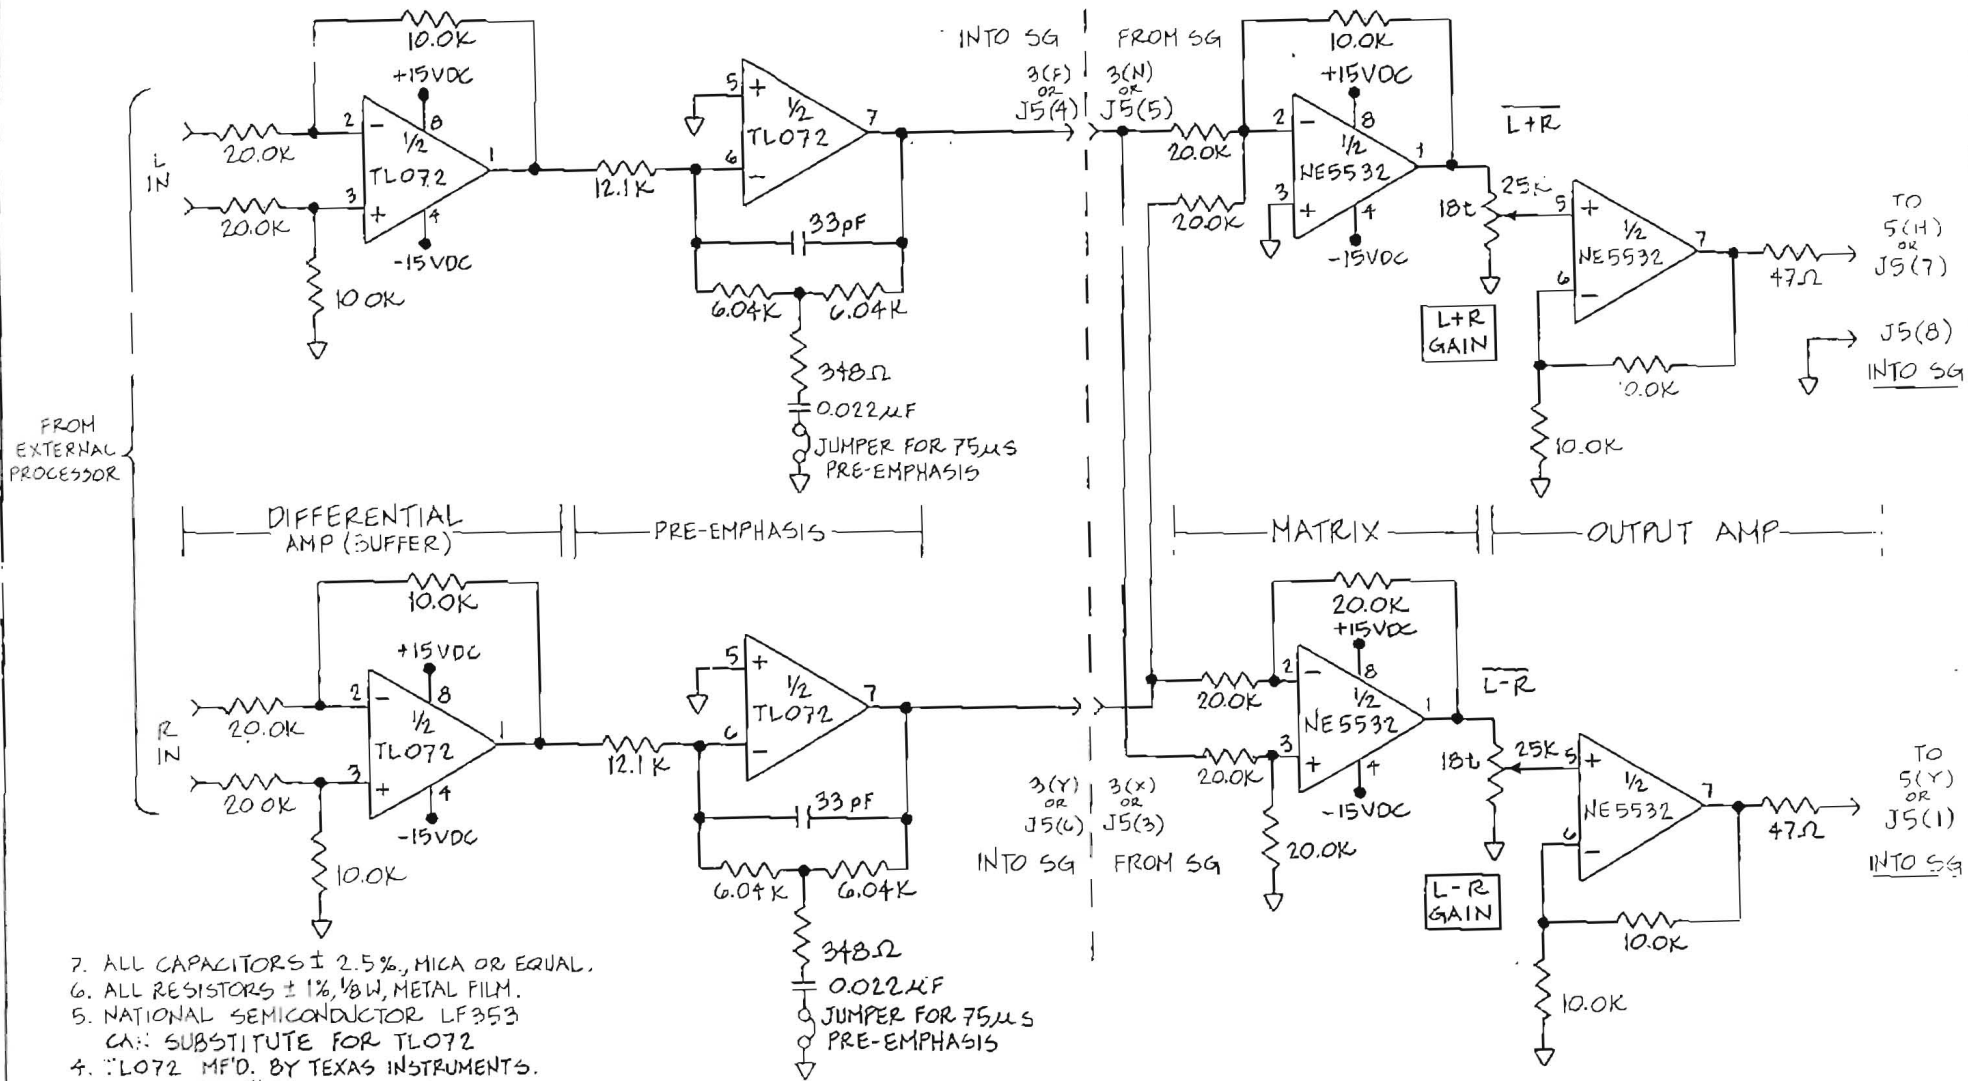 10.0K
+15VDC
2
-
8
1/2
TL072
1
20.0K
L
IN
20.0K
3
+
4
-15VDC
10.0K
12.1K
5
+
1/2
TL072
7
6
-
33pF
6.04K
6.04K
348Ω
0.022µF
JUMPER FOR 75µs
PRE-EMPHASIS
INTO SG
3(F)
OR
J5(4)
FROM SG
3(N)
OR
J5(5)
20.0K
20.0K
10.0K
+15VDC
2
-
8
1/2
NE5532
1
3
+
4
-15VDC
L+R
25K
18t
L+R
GAIN
5
+
1/2
NE5532
7
6
-
47Ω
TO
5(H)
OR
J5(7)
J5(8)
INTO SG
10.0K
FROM
EXTERNAL
PROCESSOR
DIFFERENTIAL
AMP (BUFFER)
PRE-EMPHASIS
MATRIX
OUTPUT AMP
10.0K
+15VDC
2
-
8
1/2
TL072
1
20.0K
R
IN
20.0K
3
+
4
-15VDC
10.0K
12.1K
5
+
1/2
TL072
7
6
-
33pF
6.04K
6.04K
348Ω
0.022µF
JUMPER FOR 75µs
PRE-EMPHASIS
3(Y)
OR
J5(6)
INTO SG
3(X)
OR
J5(3)
FROM SG
20.0K
20.0K
20.0K
+15VDC
2
-
8
1/2
NE5532
1
3
+
4
-15VDC
20.0K
L-R
25K
18t
L-R
GAIN
5
+
1/2
NE5532
7
6
-
47Ω
TO
5(Y)
OR
J5(1)
INTO SG
10.0K
10.0K
7. ALL CAPACITORS ± 2.5%, MICA OR EQUAL.
6. ALL RESISTORS ± 1%, 1/8W, METAL FILM.
5. NATIONAL SEMICONDUCTOR LF353
CAN SUBSTITUTE FOR TL072
4. TL072 MF'D. BY TEXAS INSTRUMENTS.